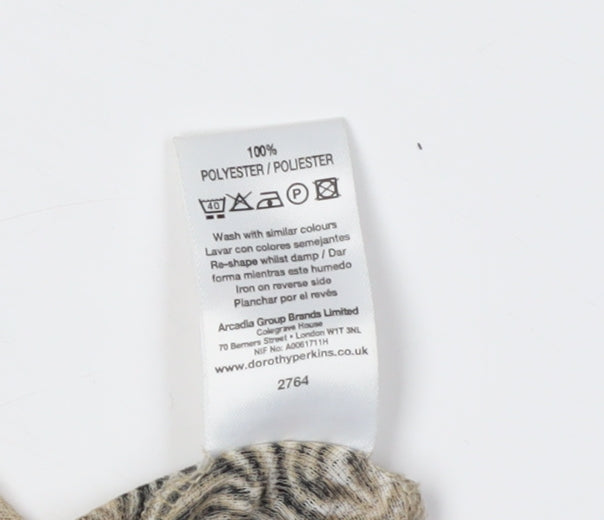 100%
POLYESTER / POLIESTER
40 P
Wash with similar colours
Lavar con colores semejantes
Re-shape whilst damp / Dar
forma mientras este humedo
Iron on reverse side
Planchar por el revés
Arcadia Group Brands Limited
Colegrave House
70 Berners Street • London W1T 3NL
NIF No: A0061711H
www.dorothyperkins.co.uk
2764